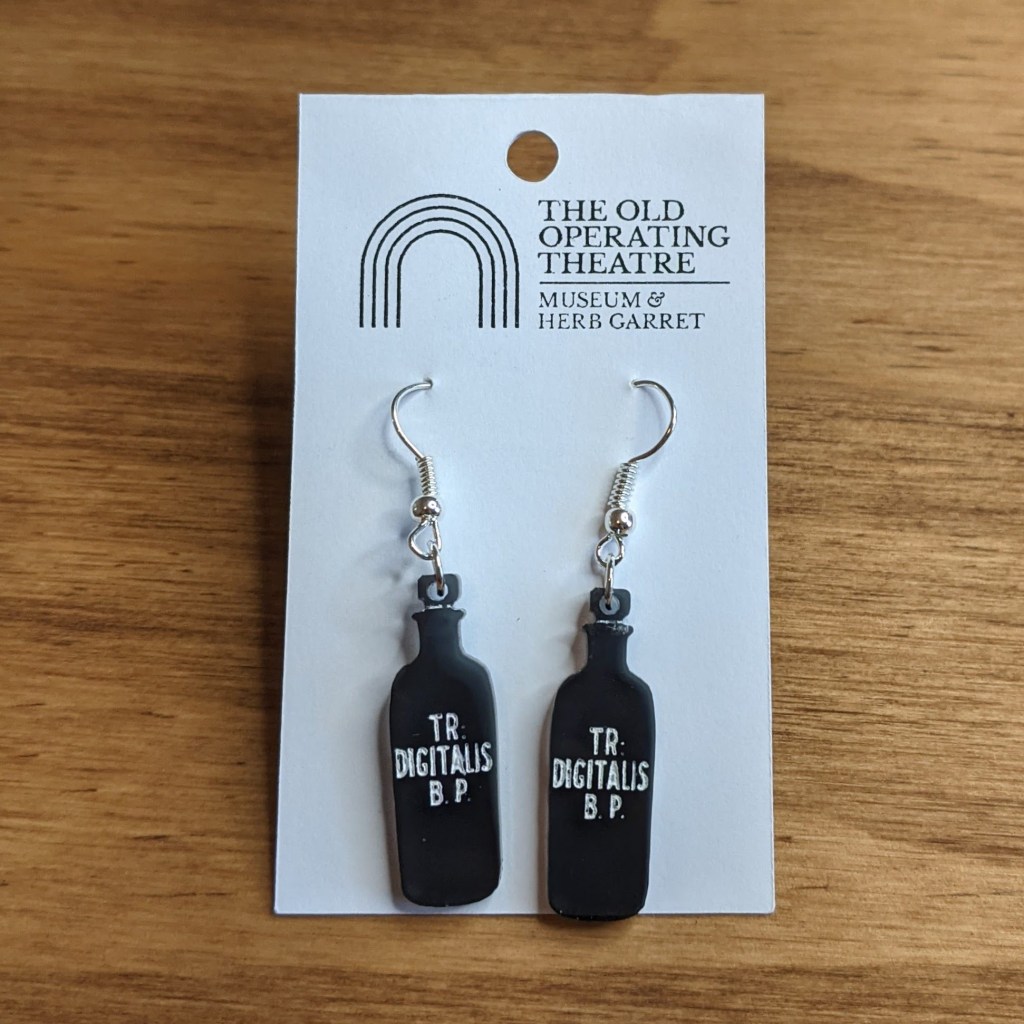 THE OLD
OPERATING
THEATRE
MUSEUM &
HERB GARRET
TR:
DIGITALIS
B. P.
TR:
DIGITALIS
B. P.